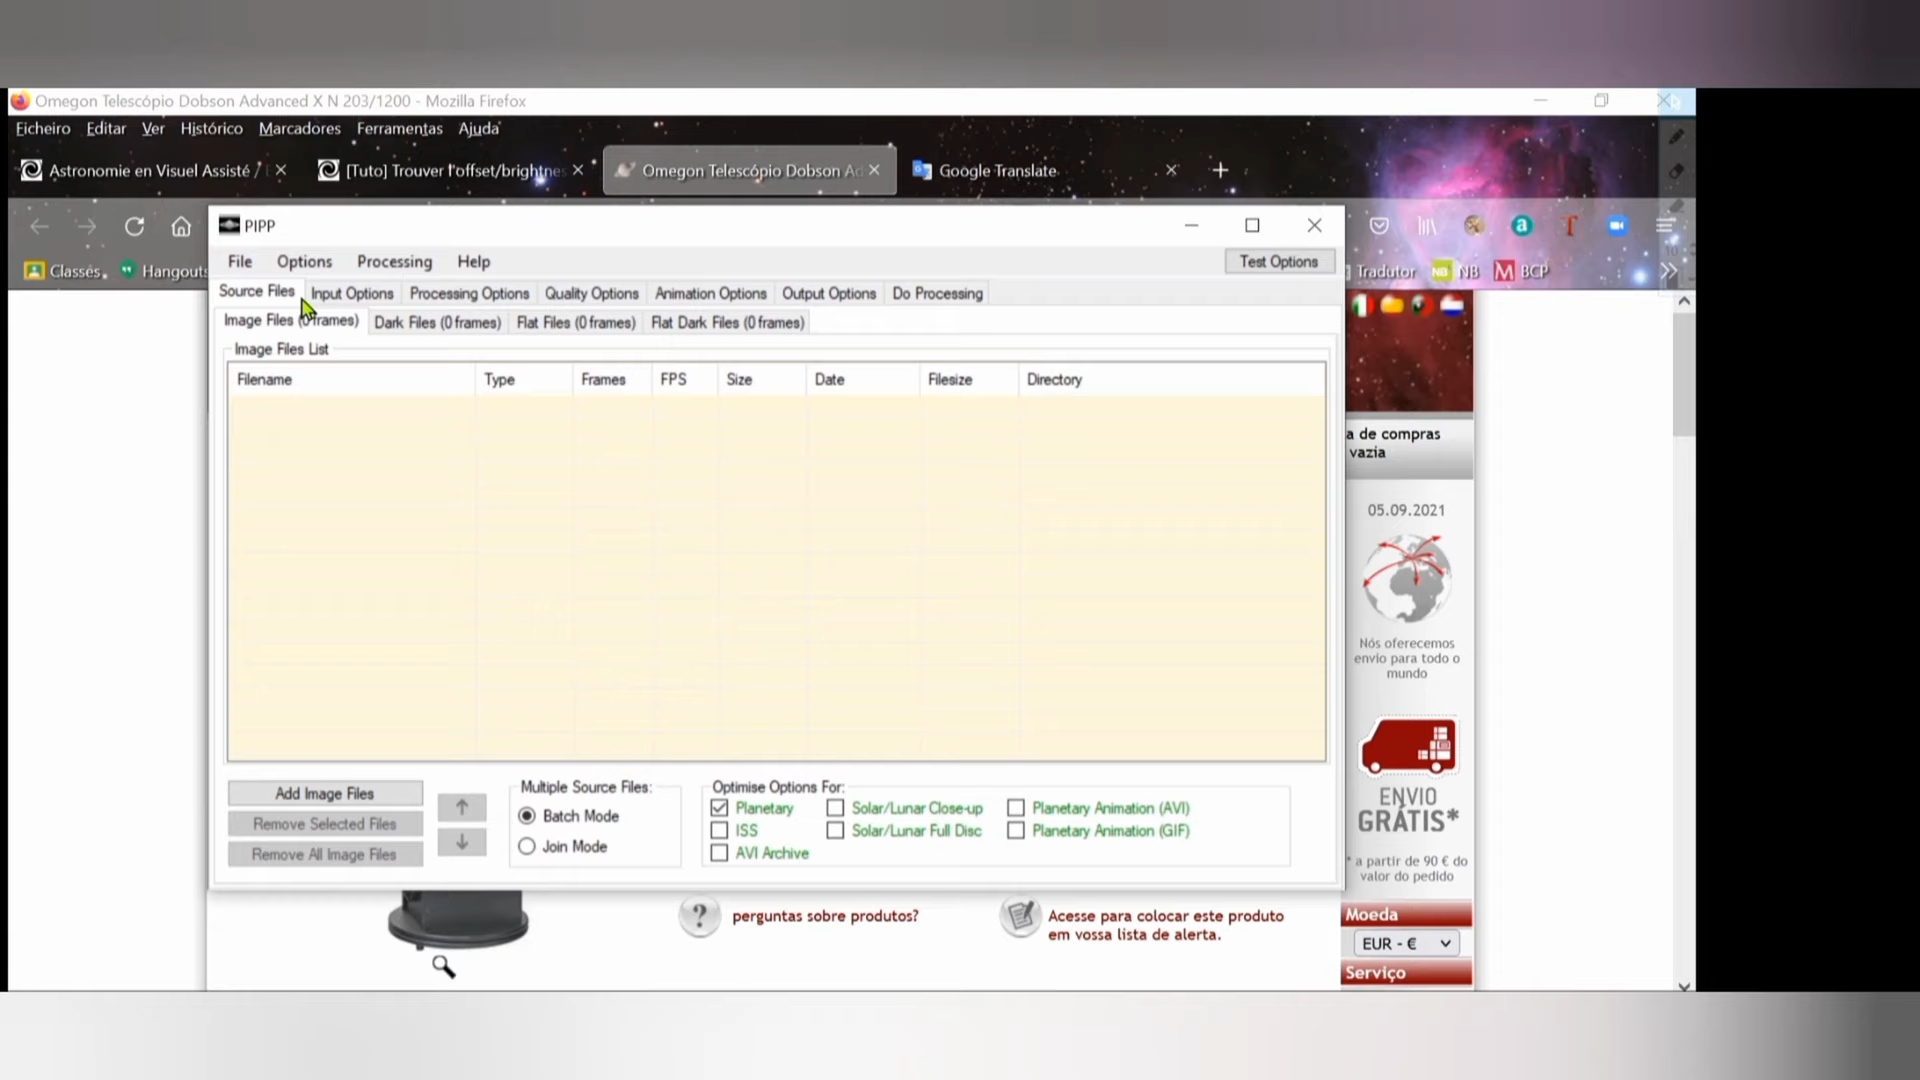 Omegon Telescópio Dobson Advanced X N 203/1200 - Mozilla Firefox
Ficheiro Editar Ver Histórico Marcadores Ferramentas Ajuda
Astronomie en Visuel Assisté /
[Tuto] Trouver l'offset/brightne
Omegon Telescópio Dobson Ad
Google Translate
PIPP
File Options Processing Help Test Options
Classes Hangouts
Tradutor NB NB M BCP
Source Files Input Options Processing Options Quality Options Animation Options Output Options Do Processing
Image Files (0 frames) Dark Files (0 frames) Flat Files (0 frames) Flat Dark Files (0 frames)
Image Files List
Filename Type Frames FPS Size Date Filesize Directory
a de compras
vazia
05.09.2021
Nós oferecemos
envio para todo o
mundo
ENVIO
GRÁTIS*
* a partir de 90 € do
valor do pedido
Add Image Files
Remove Selected Files
Remove All Image Files
Multiple Source Files:
Batch Mode
Join Mode
Optimise Options For:
Planetary Solar/Lunar Close-up Planetary Animation (AVI)
ISS Solar/Lunar Full Disc Planetary Animation (GIF)
AVI Archive
perguntas sobre produtos?
Acesse para colocar este produto
em vossa lista de alerta.
Moeda
EUR - €
Serviço